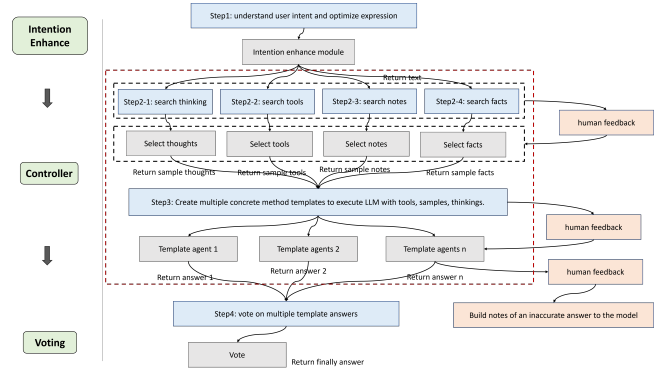 Step1: understand user intent and optimize expression
Intention
Enhance
Intention enhance module
Return text
Step2-1: search thinking
Step2-2: search tools
Step2-3: search notes
Step2-4: search facts
human feedback
Select thoughts
Select tools
Select notes
Select facts
Return sample thoughts
Return sample tools
Return sample notes
Return sample facts
Controller
Step3: Create multiple concrete method templates to execute LLM with tools, samples, thinkings.
human feedback
Template agent 1
Template agents 2
Template agents n
Return answer 1
Return answer 2
Return answer n
human feedback
Step4: vote on multiple template answers
Build notes of an inaccurate answer to the model
Voting
Vote
Return finally answer